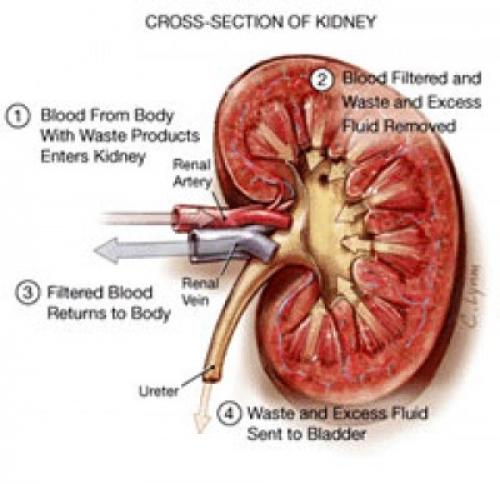 CROSS-SECTION OF KIDNEY
1 Blood From Body
With Waste Products
Enters Kidney
2 Blood Filtered and
Waste and Excess
Fluid Removed
Renal
Artery
3 Filtered Blood
Returns to Body
Renal
Vein
Ureter
4 Waste and Excess Fluid
Sent to Bladder
C. Lynn